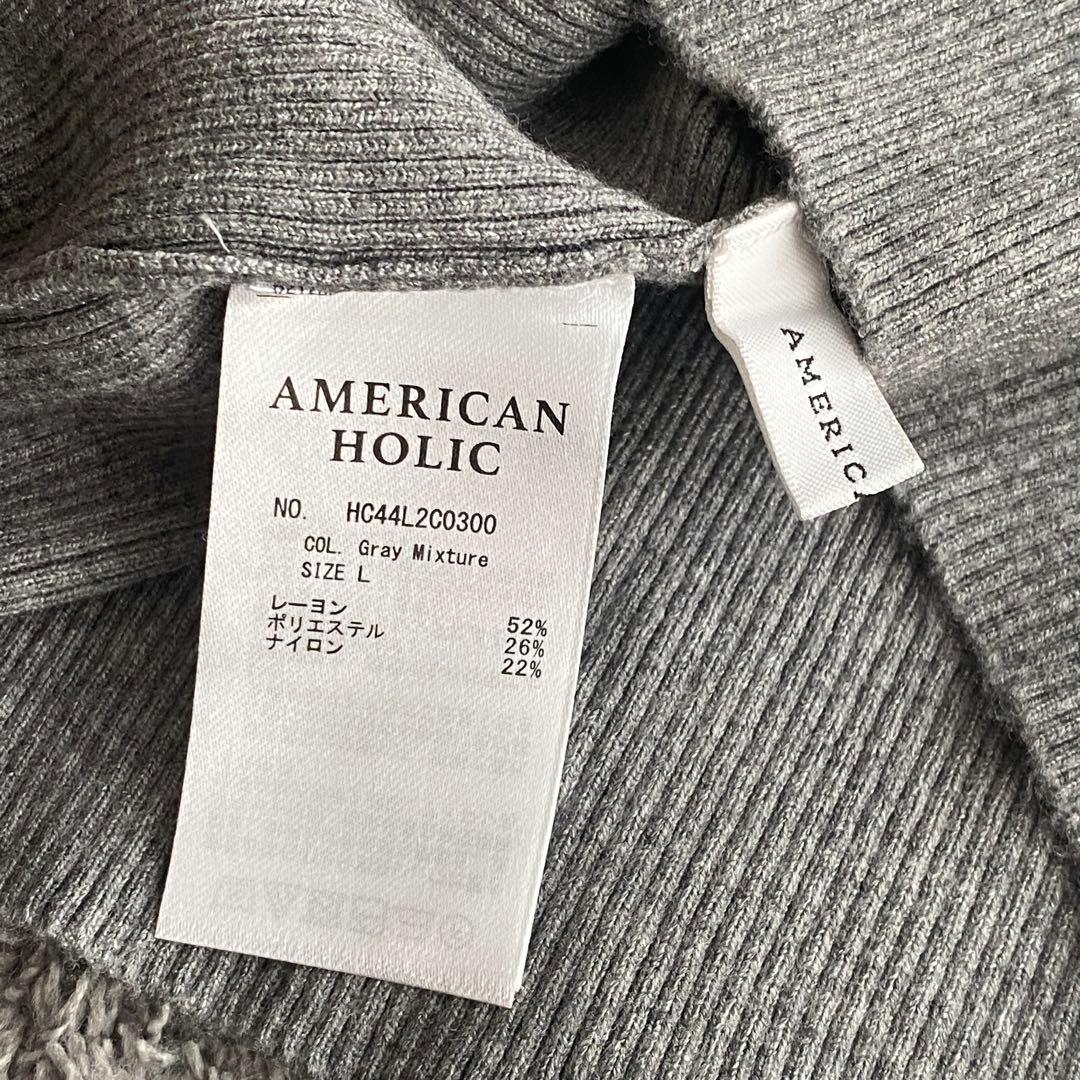 AMERICAN
HOLIC
NO. HC44L2C0300
COL. Gray Mixture
SIZE L
レーヨン 52%
ポリエステル 26%
ナイロン 22%
AMERIC